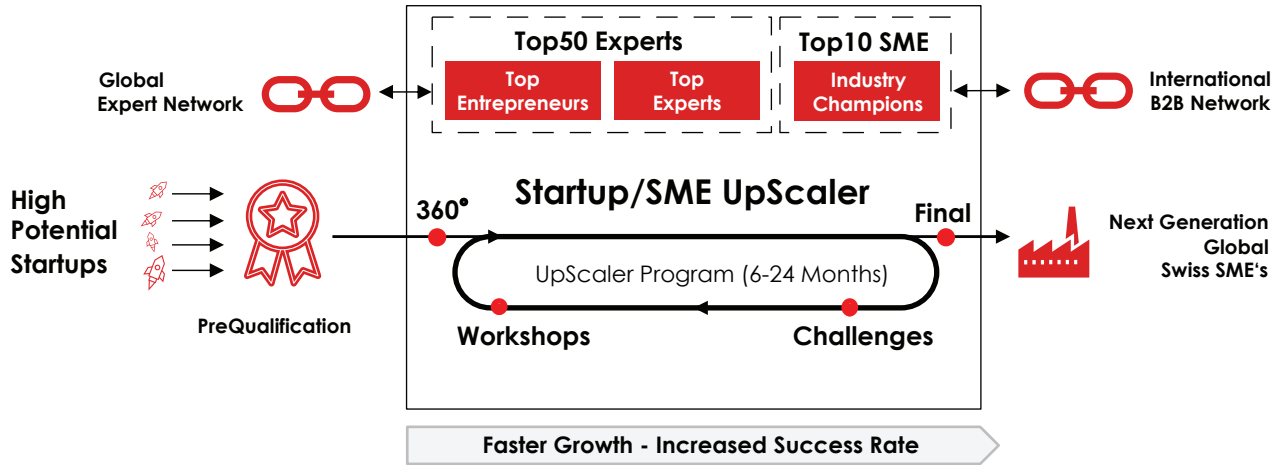 Top50 Experts
Top10 SME
Global
Expert Network
Top
Entrepreneurs
Top
Experts
Industry
Champions
International
B2B Network
High
Potential
Startups
PreQualification
Startup/SME UpScaler
360°
Final
UpScaler Program (6-24 Months)
Workshops
Challenges
Next Generation
Global
Swiss SME‘s
Faster Growth - Increased Success Rate